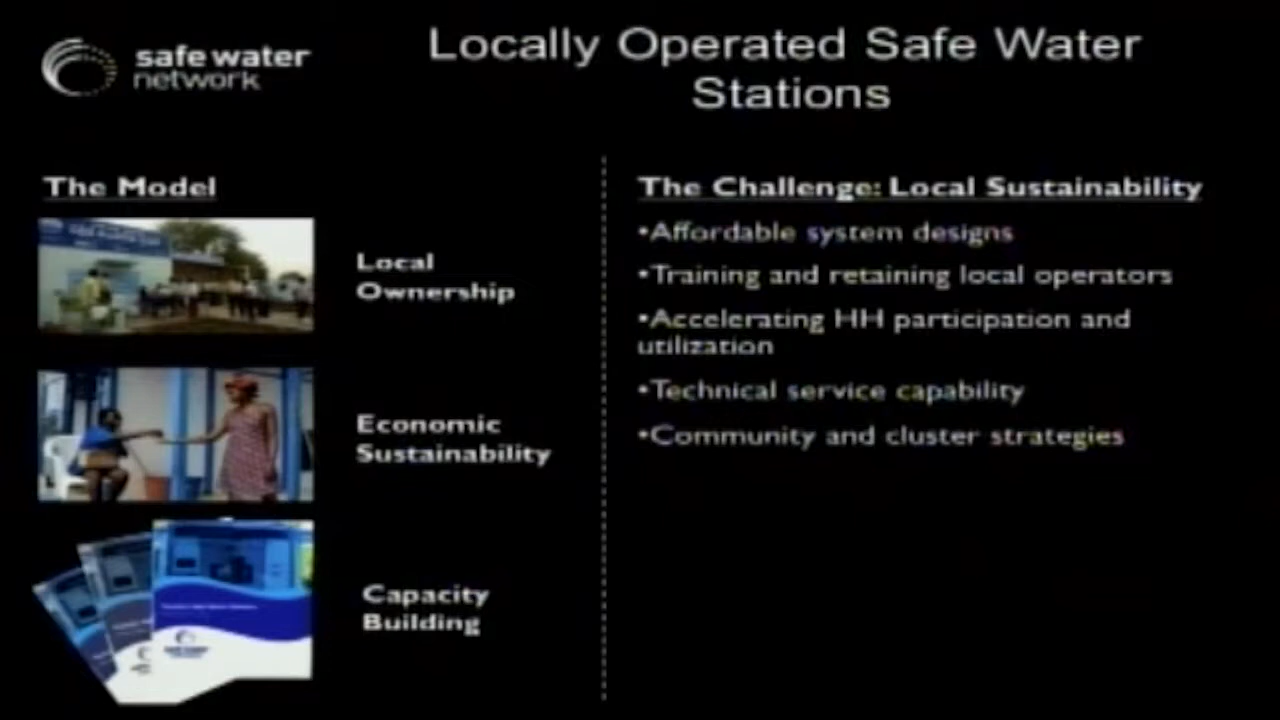 safe water
network
Locally Operated Safe Water
Stations
The Model
Local
Ownership
Economic
Sustainability
Capacity
Building
The Challenge: Local Sustainability
•Affordable system designs
•Training and retaining local operators
•Accelerating HH participation and
utilization
•Technical service capability
•Community and cluster strategies